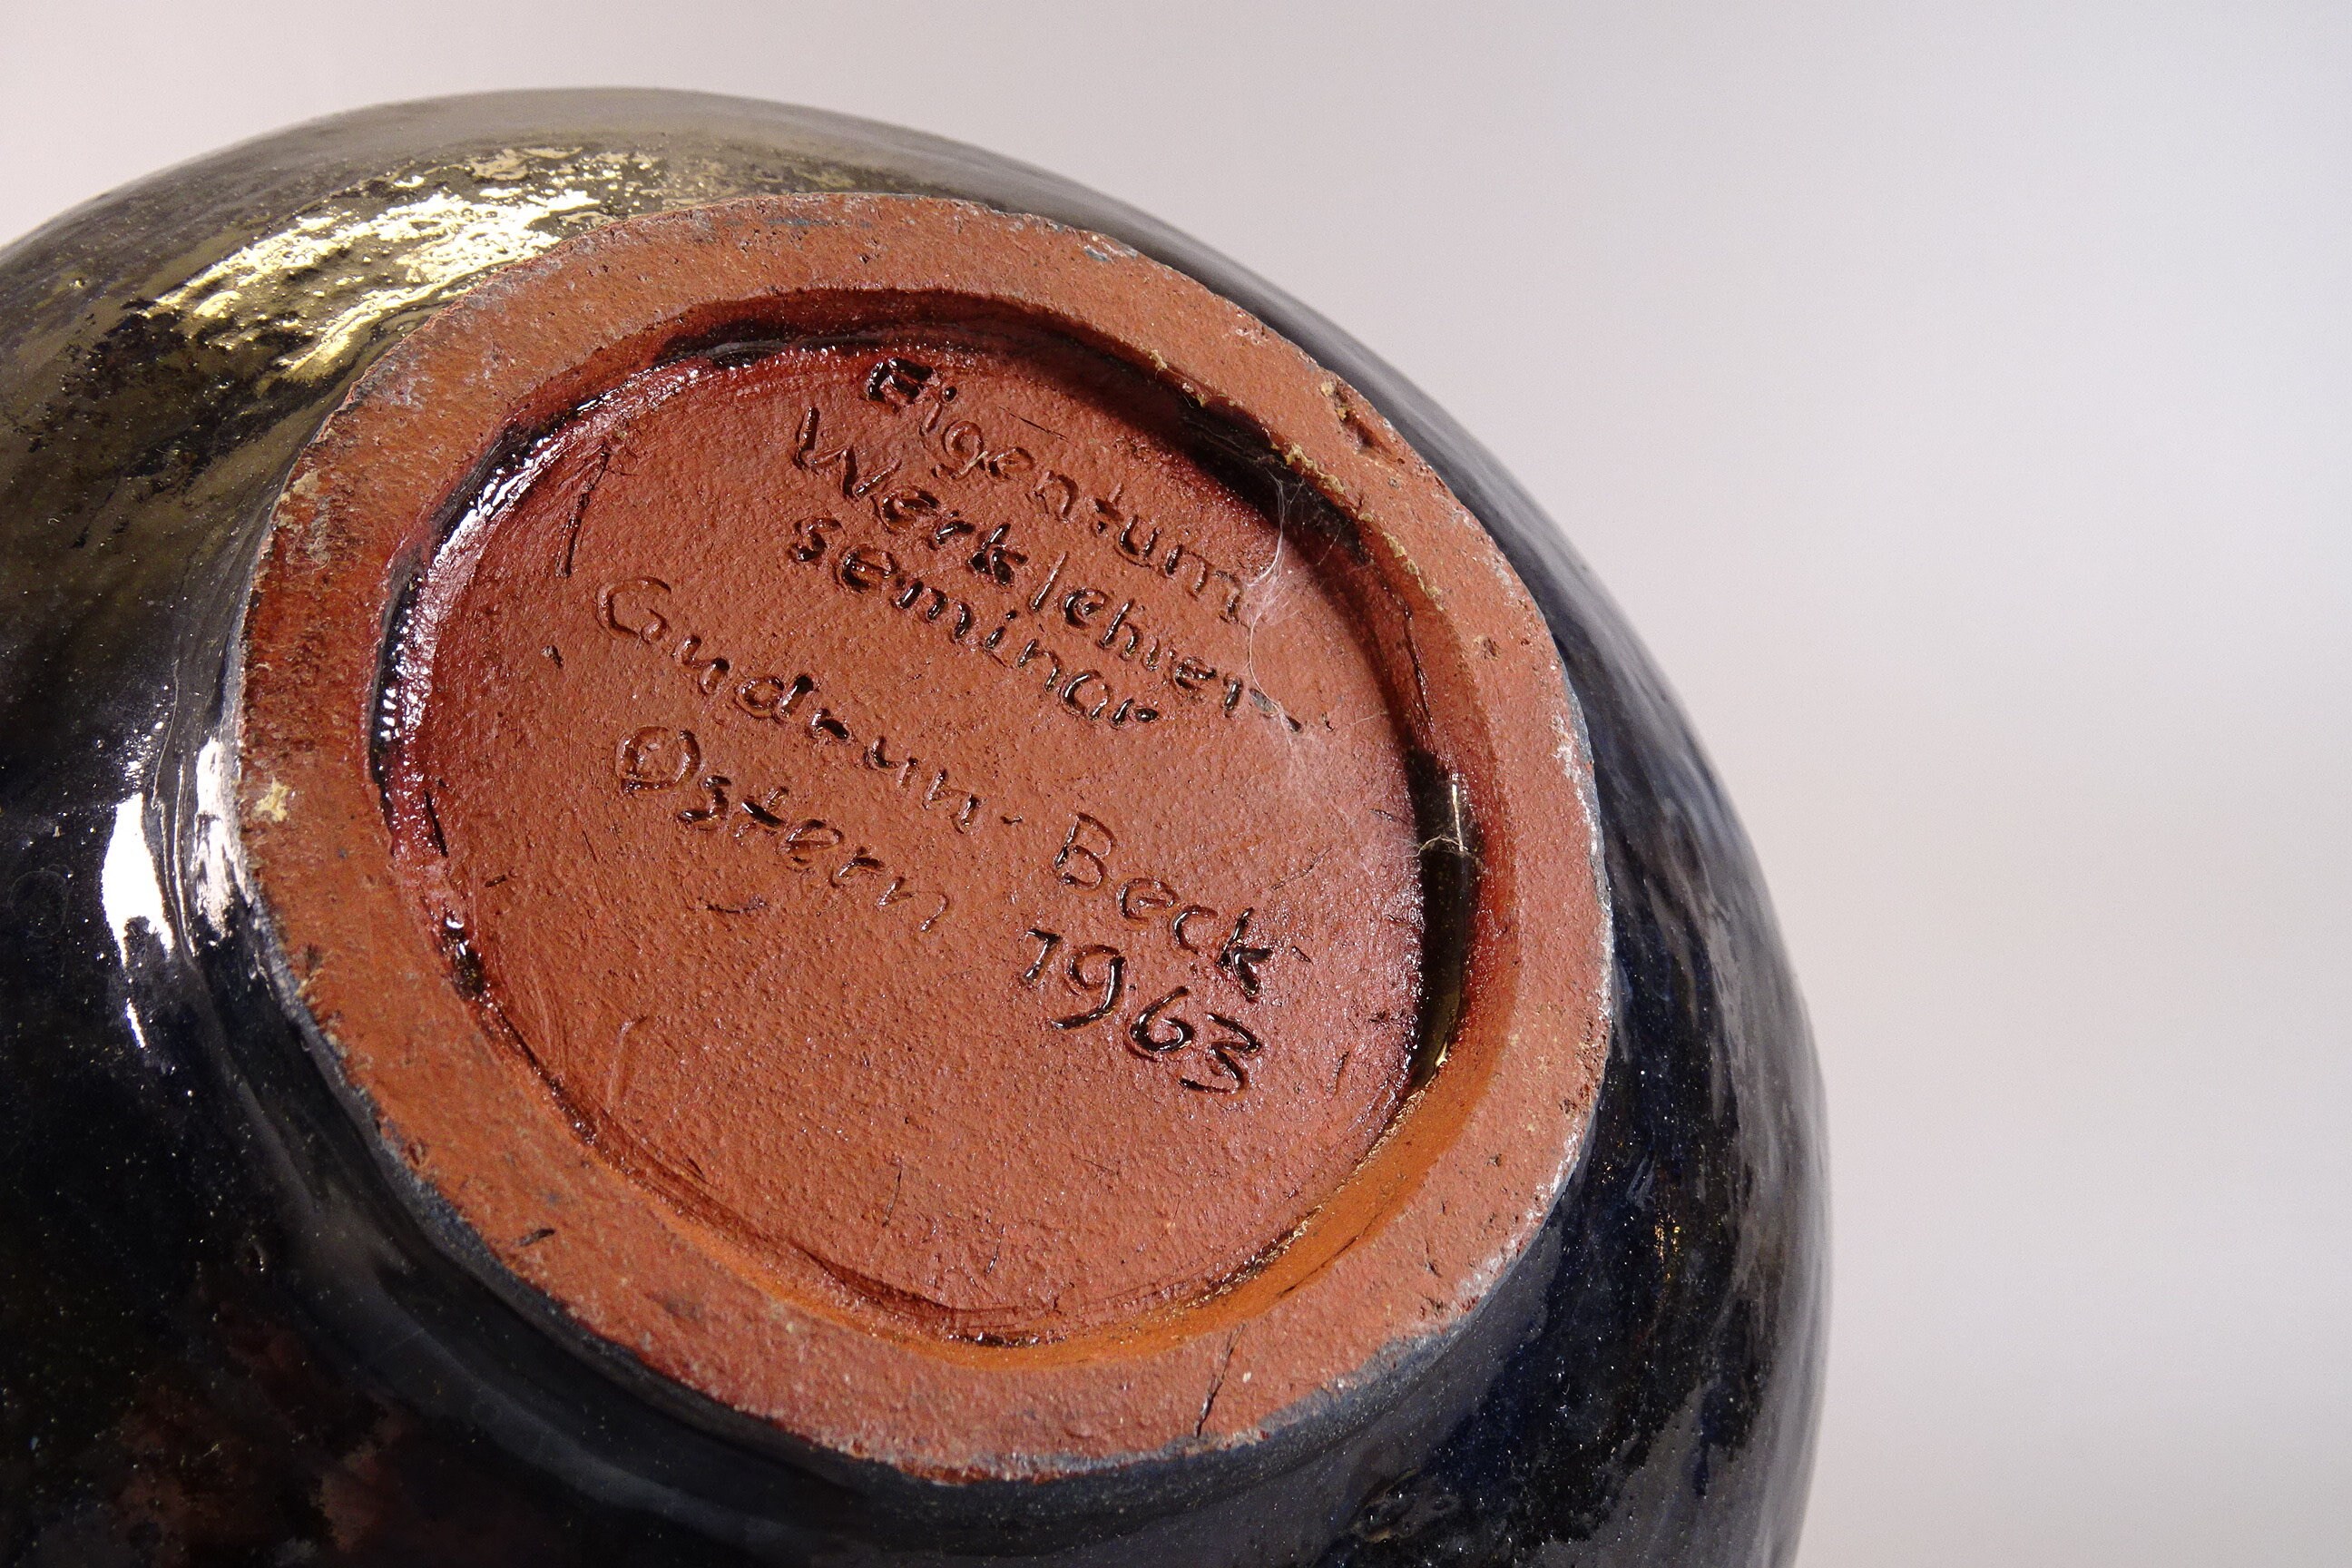 Eigentum
Werklehrer-
seminar
Gudrun Beck
Ostern 1963